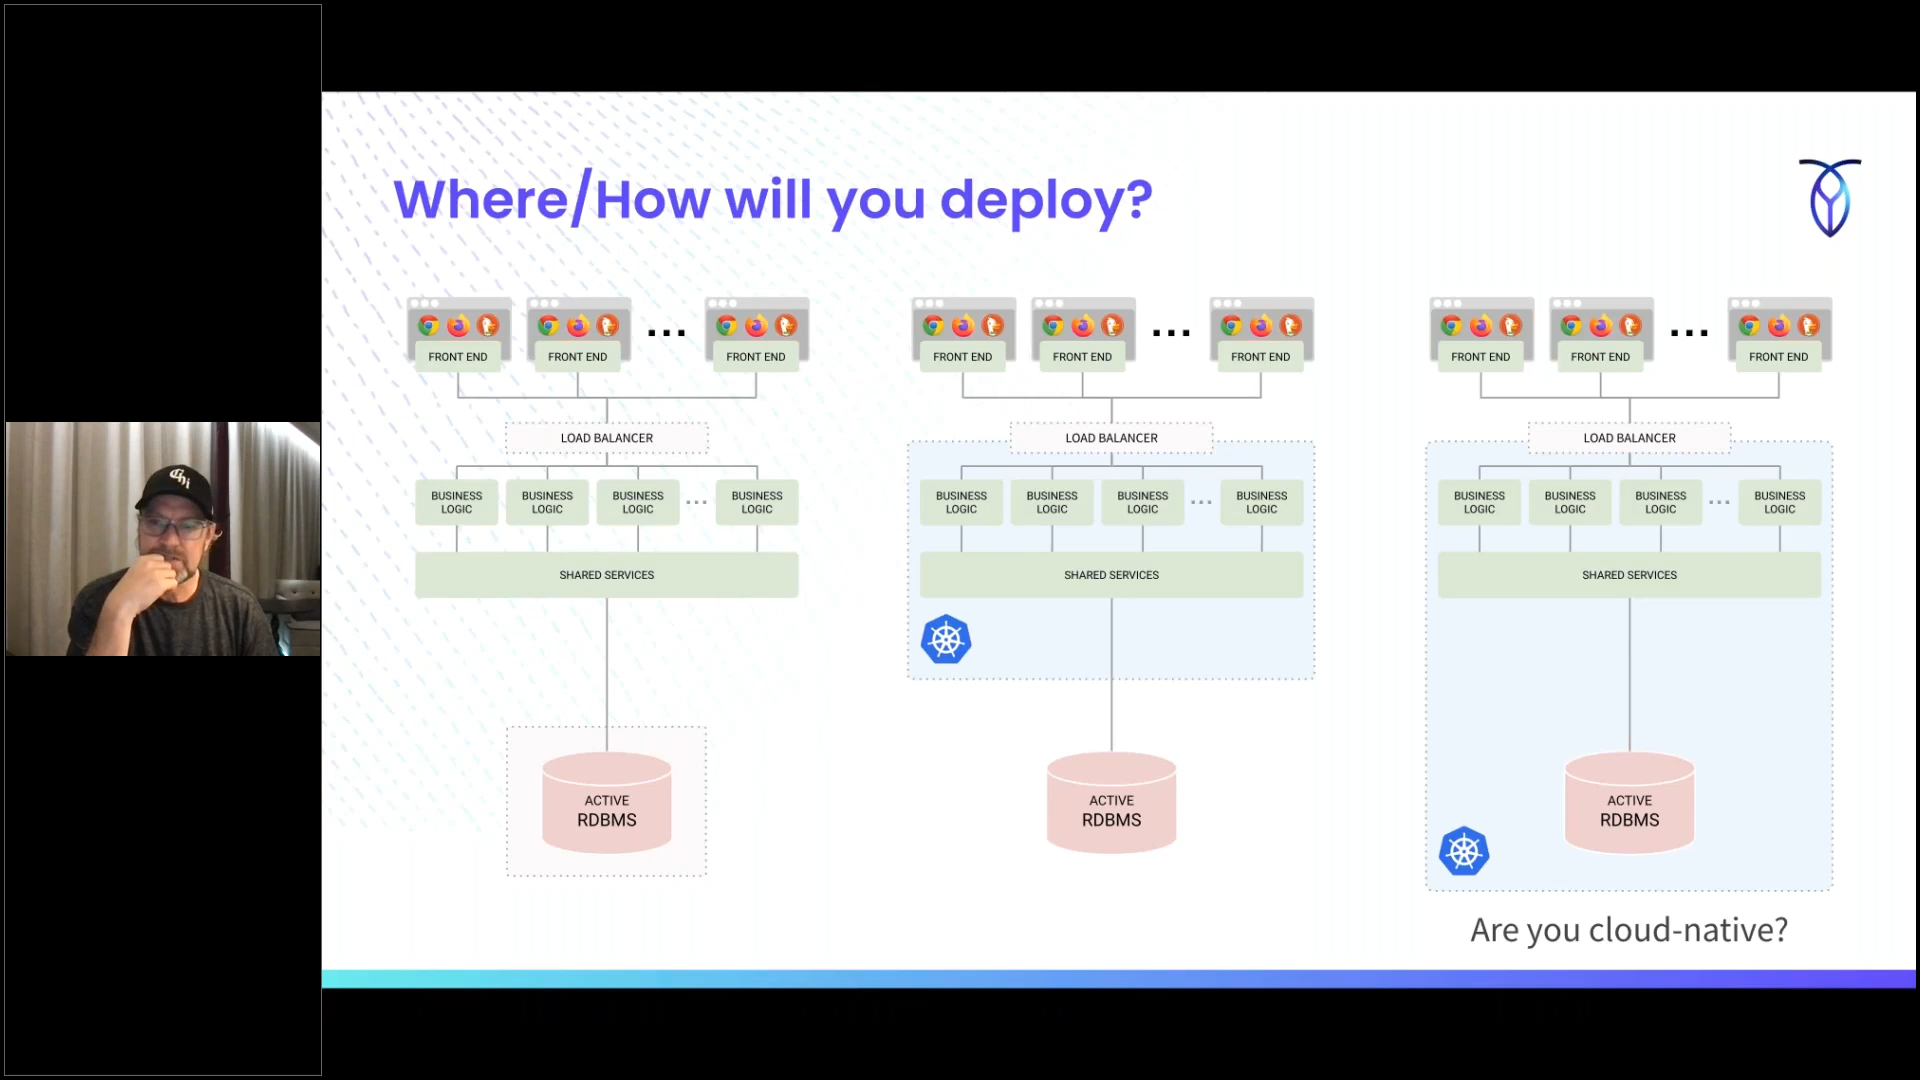 Where/How will you deploy?
FRONT END
FRONT END
...
FRONT END
LOAD BALANCER
BUSINESS
LOGIC
BUSINESS
LOGIC
BUSINESS
LOGIC
...
BUSINESS
LOGIC
SHARED SERVICES
ACTIVE
RDBMS
FRONT END
FRONT END
...
FRONT END
LOAD BALANCER
BUSINESS
LOGIC
BUSINESS
LOGIC
BUSINESS
LOGIC
...
BUSINESS
LOGIC
SHARED SERVICES
ACTIVE
RDBMS
FRONT END
FRONT END
...
FRONT END
LOAD BALANCER
BUSINESS
LOGIC
BUSINESS
LOGIC
BUSINESS
LOGIC
...
BUSINESS
LOGIC
SHARED SERVICES
ACTIVE
RDBMS
Are you cloud-native?
Chi